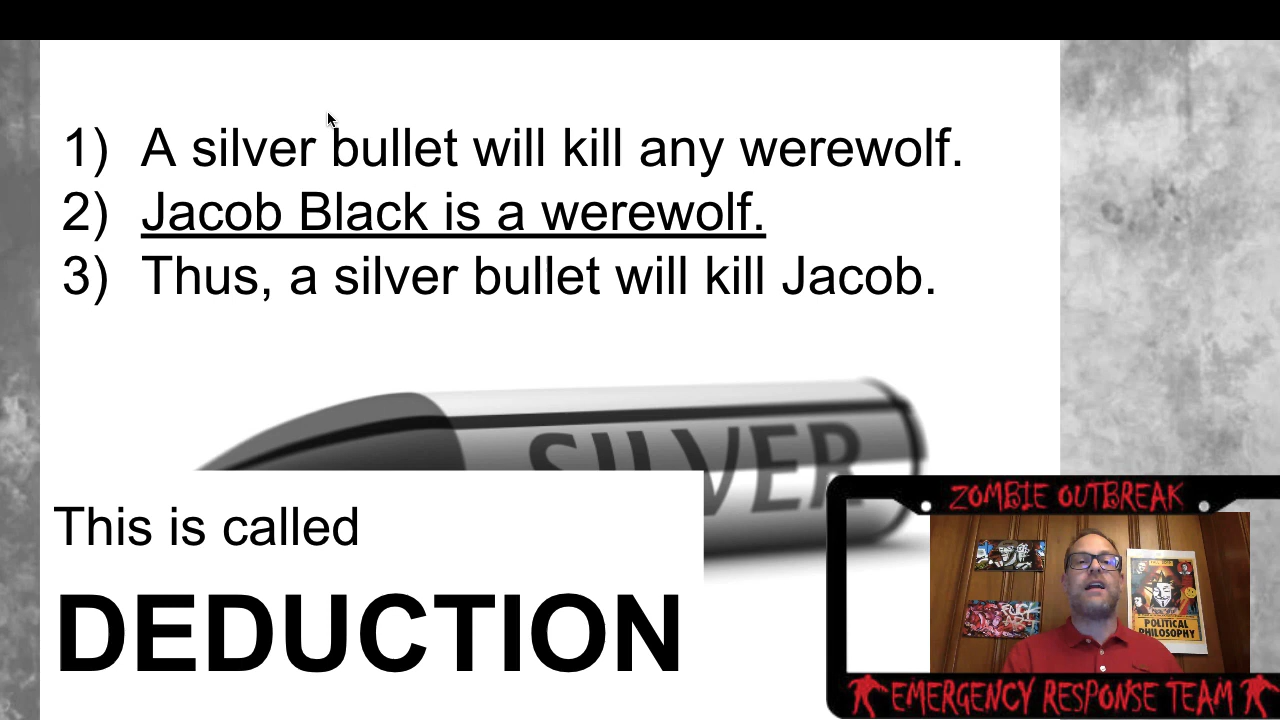 1) A silver bullet will kill any werewolf.
2) Jacob Black is a werewolf.
3) Thus, a silver bullet will kill Jacob.
SILVER
This is called
DEDUCTION
ZOMBIE OUTBREAK
FUCK
POLITICAL
PHILOSOPHY
EMERGENCY RESPONSE TEAM